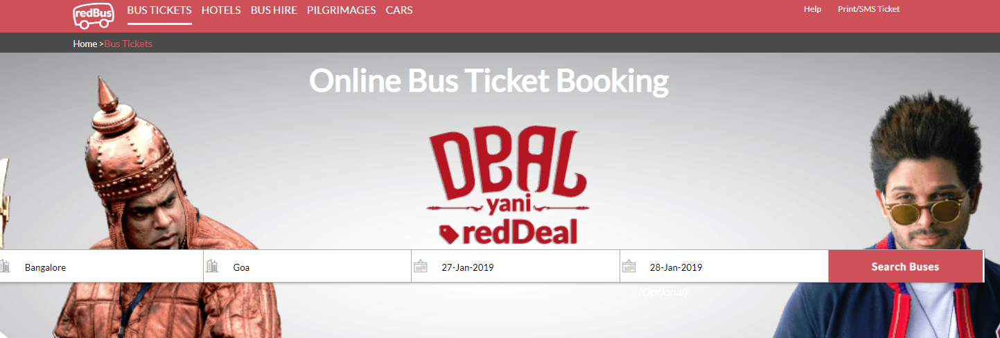 redBus BUS TICKETS HOTELS BUS HIRE PILGRIMAGES CARS Help Print/SMS Ticket
Home >Bus Tickets
Online Bus Ticket Booking
DEAL
yani
redDeal
Bangalore Goa 27-Jan-2019 28-Jan-2019 Search Buses
(Optional)